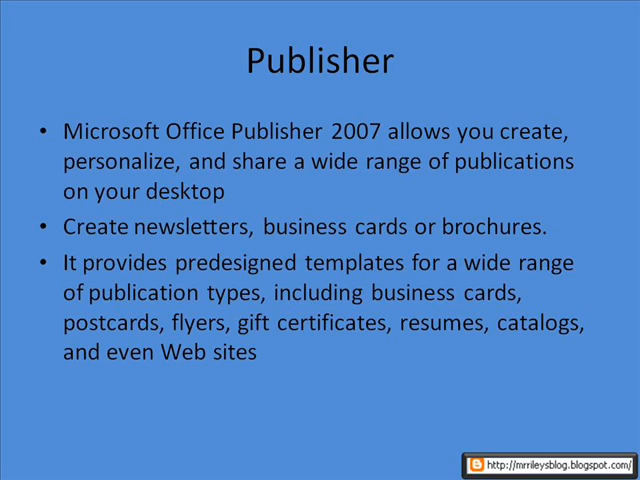 Publisher
• Microsoft Office Publisher 2007 allows you create,
personalize, and share a wide range of publications
on your desktop
• Create newsletters, business cards or brochures.
• It provides predesigned templates for a wide range
of publication types, including business cards,
postcards, flyers, gift certificates, resumes, catalogs,
and even Web sites
http://mrrileysblog.blogspot.com/